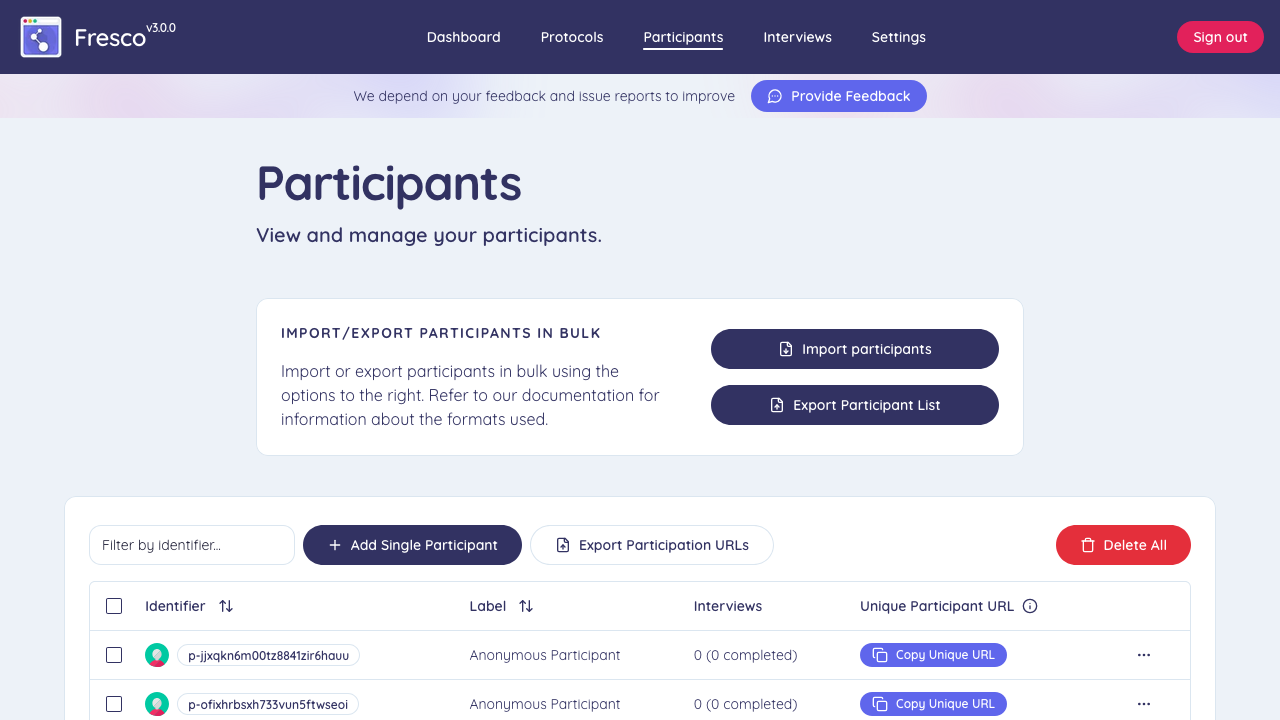 Fresco v3.0.0
Dashboard
Protocols
Participants
Interviews
Settings
Sign out
We depend on your feedback and issue reports to improve
Provide Feedback
Participants
View and manage your participants.
IMPORT/EXPORT PARTICIPANTS IN BULK
Import or export participants in bulk using the
options to the right. Refer to our documentation for
information about the formats used.
Import participants
Export Participant List
Filter by identifier...
Add Single Participant
Export Participation URLs
Delete All
Identifier
Label
Interviews
Unique Participant URL
p-jjxqkn6m00tz8841zir6hauu
Anonymous Participant
0 (0 completed)
Copy Unique URL
p-ofixhrbsxh733vun5ftwseoi
Anonymous Participant
0 (0 completed)
Copy Unique URL